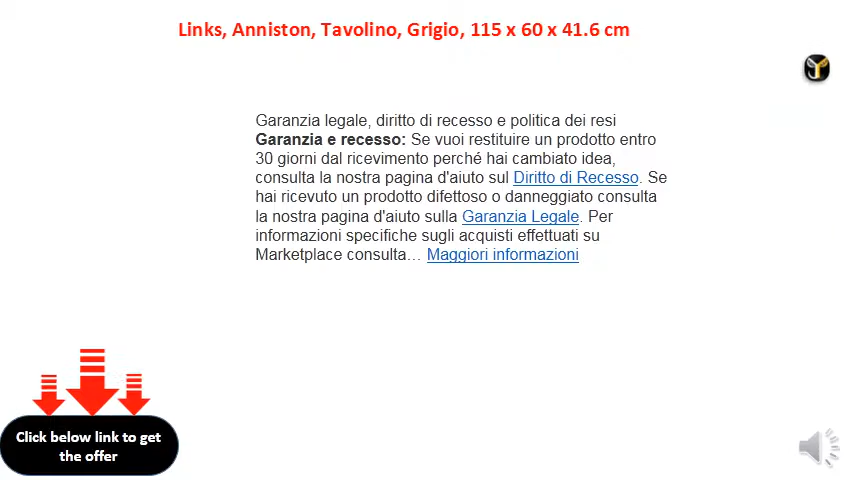 Links, Anniston, Tavolino, Grigio, 115 x 60 x 41.6 cm
Garanzia legale, diritto di recesso e politica dei resi
Garanzia e recesso: Se vuoi restituire un prodotto entro
30 giorni dal ricevimento perché hai cambiato idea,
consulta la nostra pagina d'aiuto sul Diritto di Recesso. Se
hai ricevuto un prodotto difettoso o danneggiato consulta
la nostra pagina d'aiuto sulla Garanzia Legale. Per
informazioni specifiche sugli acquisti effettuati su
Marketplace consulta… Maggiori informazioni
Click below link to get
the offer